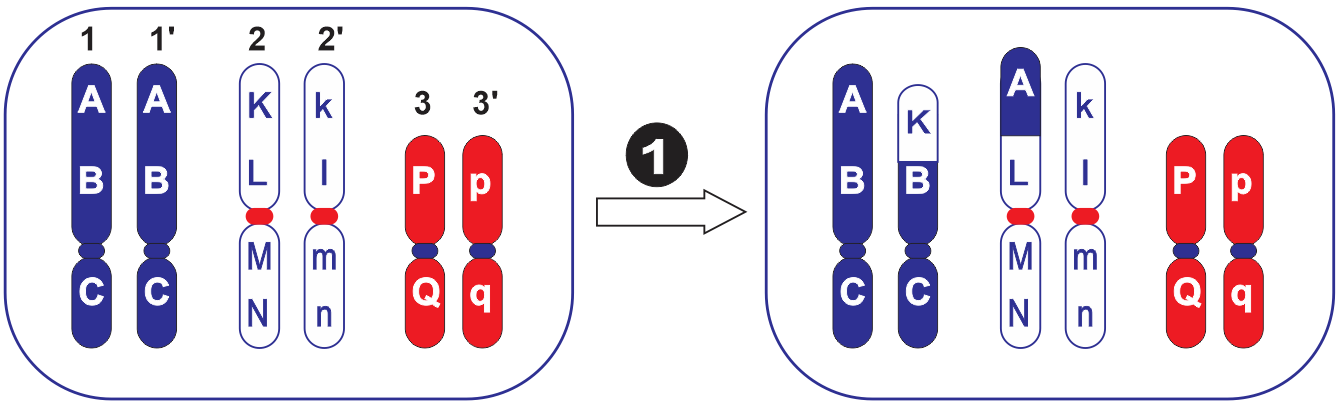 1 1' 2 2'
3 3'
A A K k
B B L l
P p
C C M m
N n
Q q
1
A K A k
B B L l
P p
C C M m
N n
Q q